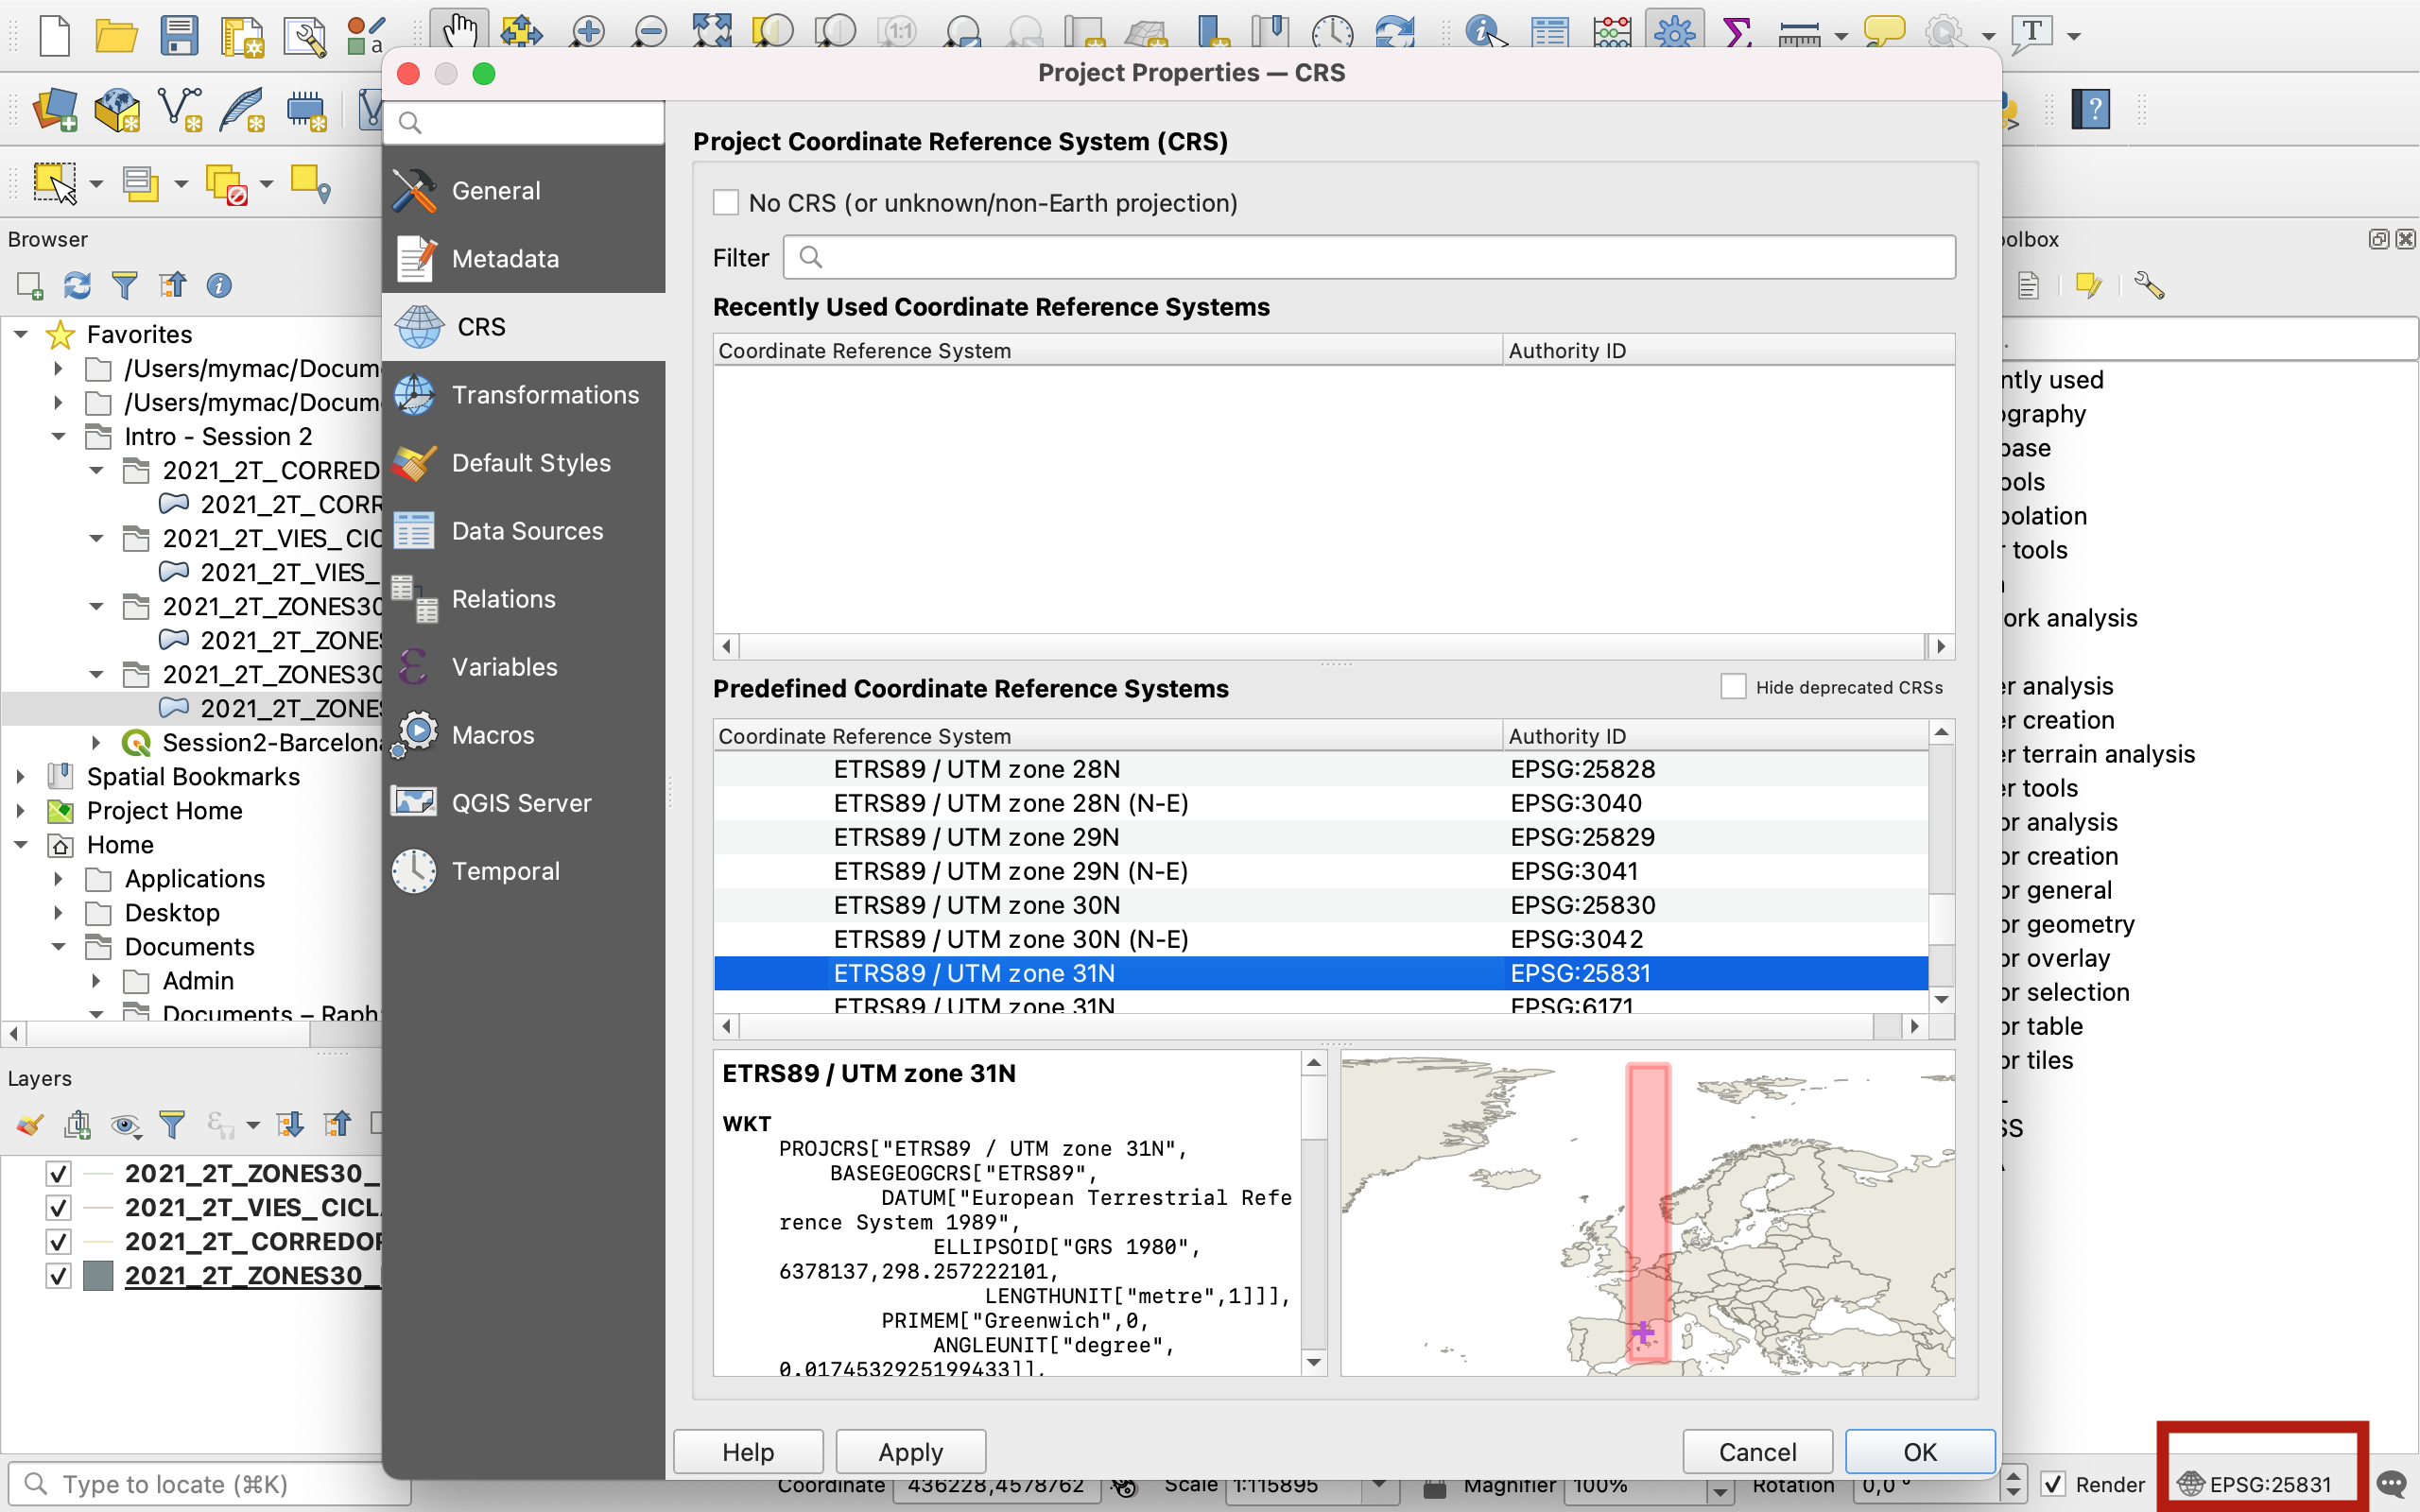 1:1
a
T
?
Project Properties — CRS
Project Coordinate Reference System (CRS)
No CRS (or unknown/non-Earth projection)
Filter
Recently Used Coordinate Reference Systems
Coordinate Reference System Authority ID
Predefined Coordinate Reference Systems
Hide deprecated CRSs
Coordinate Reference System Authority ID
ETRS89 / UTM zone 28N EPSG:25828
ETRS89 / UTM zone 28N (N-E) EPSG:3040
ETRS89 / UTM zone 29N EPSG:25829
ETRS89 / UTM zone 29N (N-E) EPSG:3041
ETRS89 / UTM zone 30N EPSG:25830
ETRS89 / UTM zone 30N (N-E) EPSG:3042
ETRS89 / UTM zone 31N EPSG:25831
ETRS89 / UTM zone 31N EPSG:6171
ETRS89 / UTM zone 31N
WKT
PROJCRS["ETRS89 / UTM zone 31N",
BASEGEOGCRS["ETRS89",
DATUM["European Terrestrial Refe
rence System 1989",
ELLIPSOID["GRS 1980",
6378137,298.257222101,
LENGTHUNIT["metre",1]]],
PRIMEM["Greenwich",0,
ANGLEUNIT["degree",
0.0174532925199433]],
Help Apply Cancel OK
General
Metadata
CRS
Transformations
Default Styles
Data Sources
Relations
Variables
Macros
QGIS Server
Temporal
Browser
Favorites
/Users/mymac/Docum
/Users/mymac/Docum
Intro - Session 2
2021_2T_CORRED
2021_2T_CORR
2021_2T_VIES_CIC
2021_2T_VIES_
2021_2T_ZONES30
2021_2T_ZONES
2021_2T_ZONES30
2021_2T_ZONES
Session2-Barcelona
Spatial Bookmarks
Project Home
Home
Applications
Desktop
Documents
Admin
Documents – Raph
Layers
2021_2T_ZONES30_
2021_2T_VIES_CICL
2021_2T_CORREDOR
2021_2T_ZONES30_
olbox
ntly used
ography
base
ools
polation
r tools
ork analysis
er analysis
er creation
er terrain analysis
er tools
or analysis
or creation
or general
or geometry
or overlay
or selection
or table
or tiles
SS
Type to locate (⌘K)
Coordinate 436228,4578762 Scale 1:115895 Magnifier 100% Rotation 0,0 ° Render EPSG:25831